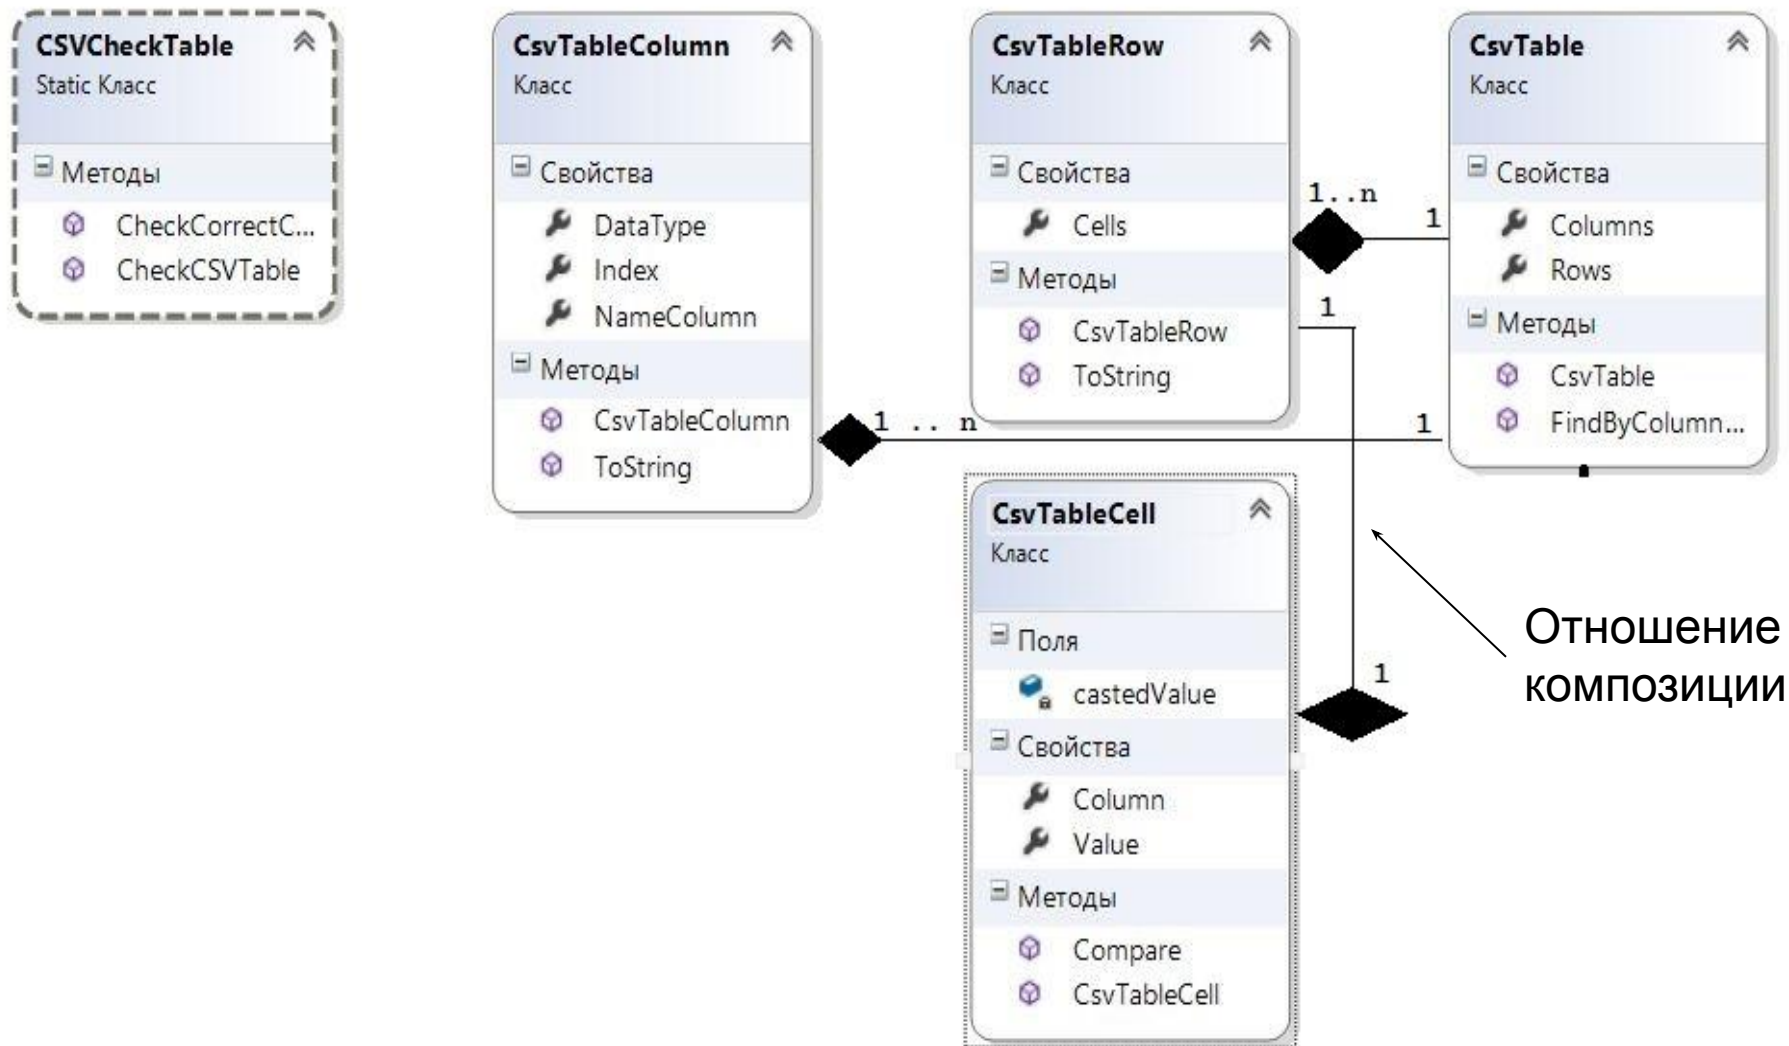 CSVCheckTable
Static Класс
Методы
CheckCorrectC...
CheckCSVTable
CsvTableColumn
Класс
Свойства
DataType
Index
NameColumn
Методы
CsvTableColumn
ToString
CsvTableRow
Класс
Свойства
Cells
Методы
CsvTableRow
ToString
CsvTable
Класс
Свойства
Columns
Rows
Методы
CsvTable
FindByColumn...
1..n
1
1
1 .. n
1
CsvTableCell
Класс
Поля
castedValue
Свойства
Column
Value
Методы
Compare
CsvTableCell
1
Отношение
композиции